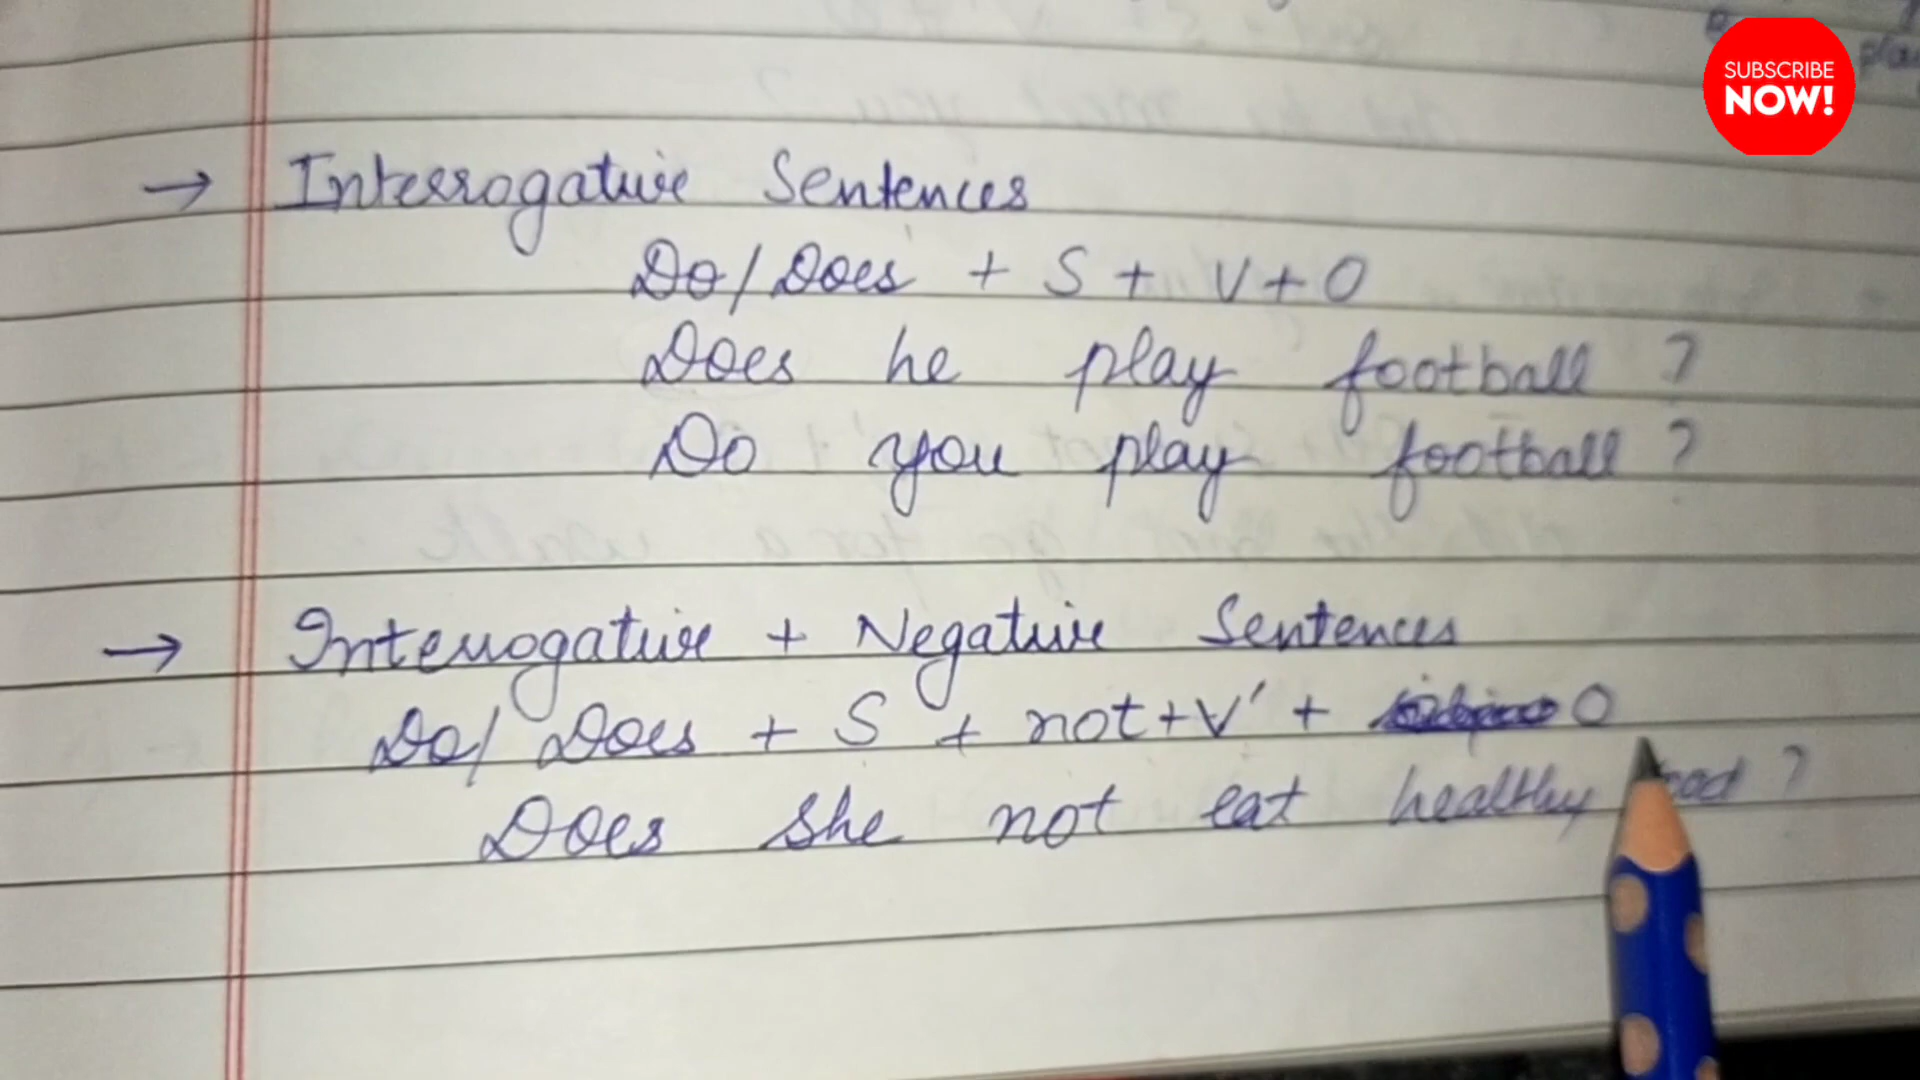 SUBSCRIBE
NOW!
→ Interrogative Sentences
Do/Does + S + V+O
Does he play football ?
Do you play football ?
→ Interrogative + Negative Sentences
Do/ Does + S + not+V' + O
Does she not eat healthy ?